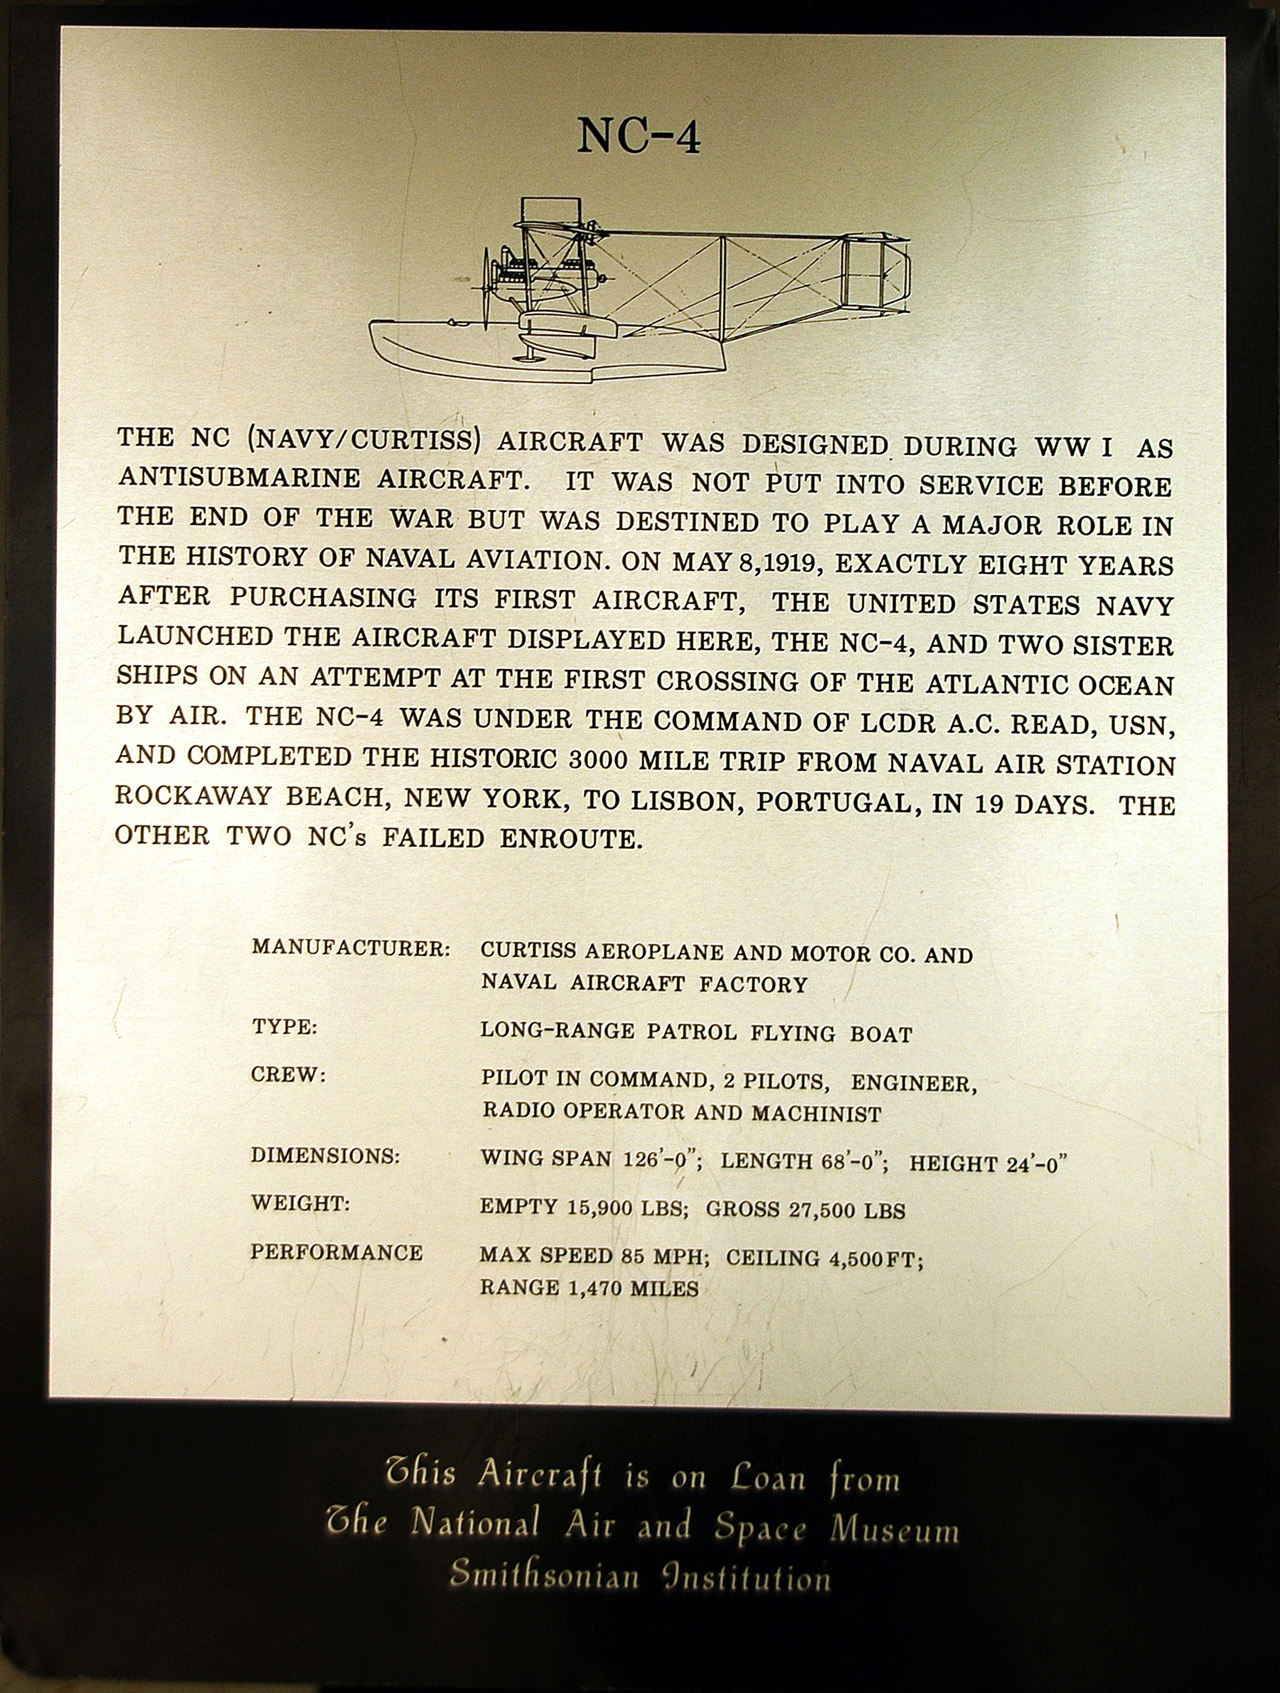 NC-4
THE NC (NAVY/CURTISS) AIRCRAFT WAS DESIGNED DURING WW I AS
ANTISUBMARINE AIRCRAFT. IT WAS NOT PUT INTO SERVICE BEFORE
THE END OF THE WAR BUT WAS DESTINED TO PLAY A MAJOR ROLE IN
THE HISTORY OF NAVAL AVIATION. ON MAY 8,1919, EXACTLY EIGHT YEARS
AFTER PURCHASING ITS FIRST AIRCRAFT, THE UNITED STATES NAVY
LAUNCHED THE AIRCRAFT DISPLAYED HERE, THE NC-4, AND TWO SISTER
SHIPS ON AN ATTEMPT AT THE FIRST CROSSING OF THE ATLANTIC OCEAN
BY AIR. THE NC-4 WAS UNDER THE COMMAND OF LCDR A.C. READ, USN,
AND COMPLETED THE HISTORIC 3000 MILE TRIP FROM NAVAL AIR STATION
ROCKAWAY BEACH, NEW YORK, TO LISBON, PORTUGAL, IN 19 DAYS. THE
OTHER TWO NC's FAILED ENROUTE.
MANUFACTURER: CURTISS AEROPLANE AND MOTOR CO. AND
NAVAL AIRCRAFT FACTORY
TYPE: LONG-RANGE PATROL FLYING BOAT
CREW: PILOT IN COMMAND, 2 PILOTS, ENGINEER,
RADIO OPERATOR AND MACHINIST
DIMENSIONS: WING SPAN 126'-0"; LENGTH 68'-0"; HEIGHT 24'-0"
WEIGHT: EMPTY 15,900 LBS; GROSS 27,500 LBS
PERFORMANCE MAX SPEED 85 MPH; CEILING 4,500 FT;
RANGE 1,470 MILES
This Aircraft is on Loan from
The National Air and Space Museum
Smithsonian Institution